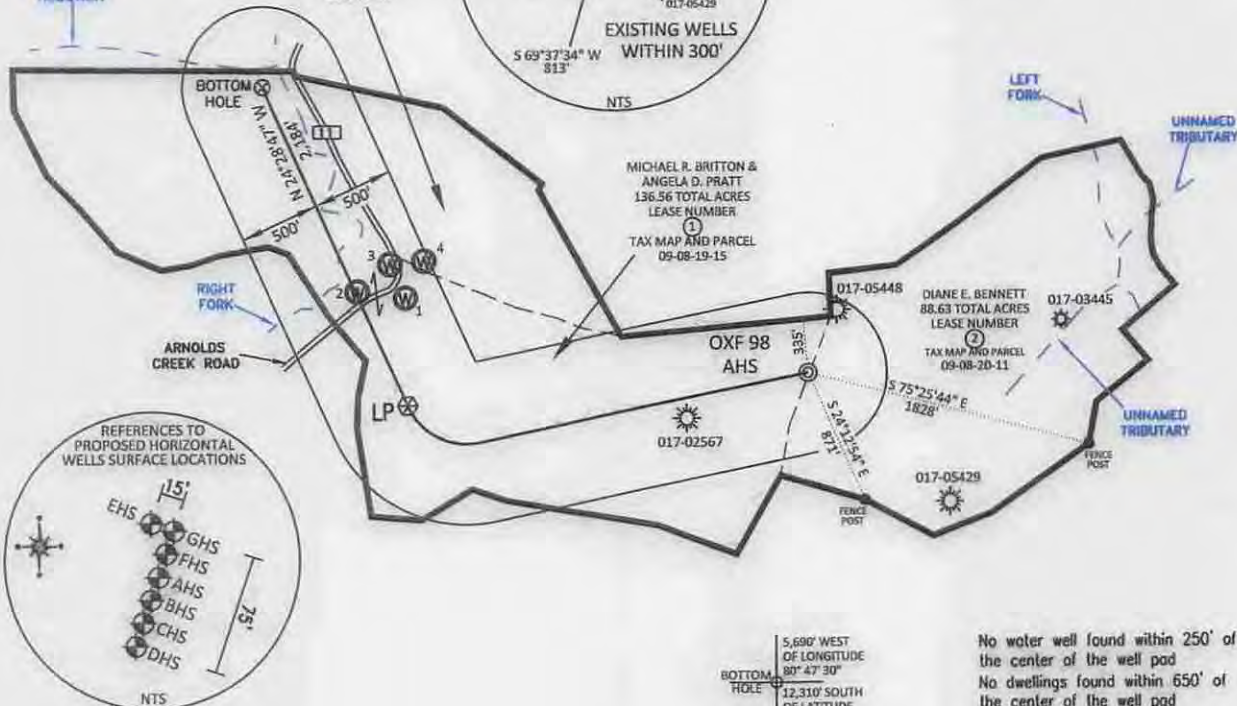 017-05429
EXISTING WELLS
WITHIN 300'
S 69°37'34" W
813'
NTS
BOTTOM
HOLE
N 24°28'47" W
2,184'
500'
500'
LEFT
FORK
UNNAMED
TRIBUTARY
MICHAEL R. BRITTON &
ANGELA D. PRATT
136.56 TOTAL ACRES
LEASE NUMBER
1
TAX MAP AND PARCEL
09-08-19-15
3
W
W
4
2
W
W
1
RIGHT
FORK
ARNOLDS
CREEK ROAD
017-05448
DIANE E. BENNETT
88.63 TOTAL ACRES
LEASE NUMBER
2
TAX MAP AND PARCEL
09-08-20-11
017-03445
OXF 98
AHS
335'
S 75°25'44" E
1828'
S 24°12'54" E
871'
LP
017-02567
UNNAMED
TRIBUTARY
FENCE
POST
017-05429
FENCE
POST
REFERENCES TO
PROPOSED HORIZONTAL
WELLS SURFACE LOCATIONS
15'
EHS
GHS
FHS
AHS
BHS
CHS
DHS
75'
NTS
5,690' WEST
OF LONGITUDE
80° 47' 30"
BOTTOM
HOLE
12,310' SOUTH
OF LATITUDE
No water well found within 250' of
the center of the well pad
No dwellings found within 650' of
the center of the well pad